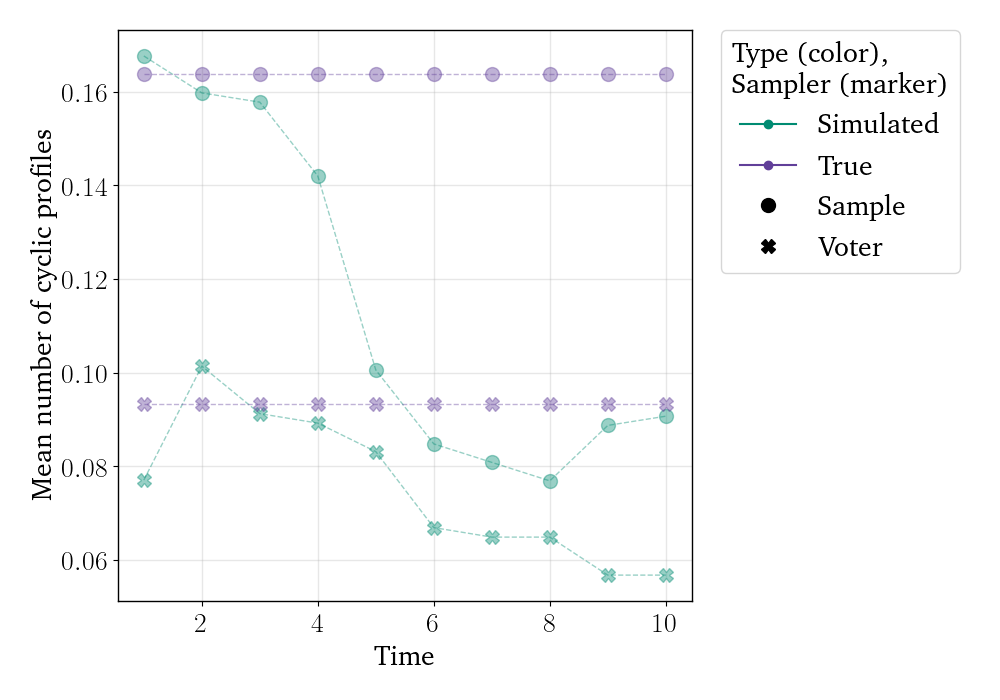 Mean number of cyclic profiles
0.16
0.14
0.12
0.10
0.08
0.06
2
4
6
8
10
Time
Type (color),
Sampler (marker)
Simulated
True
Sample
Voter